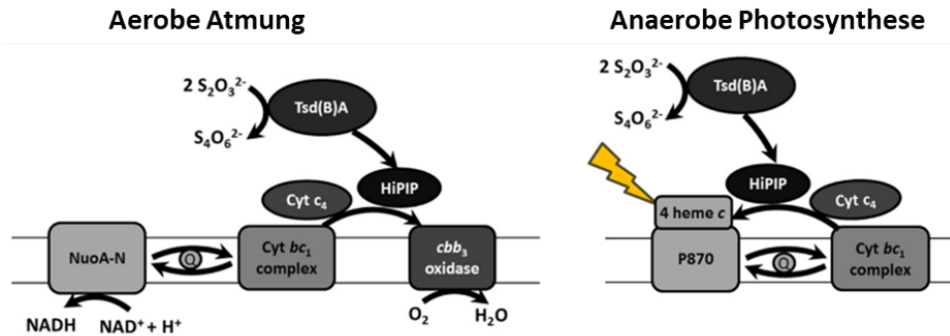 Aerobe Atmung
2 S₂O₃²⁻
Tsd(B)A
S₄O₆²⁻
HiPIP
Cyt c₄
NuoA-N
Q
Cyt bc₁
complex
cbb₃
oxidase
NADH
NAD⁺ + H⁺
O₂
H₂O
Anaerobe Photosynthese
2 S₂O₃²⁻
Tsd(B)A
S₄O₆²⁻
HiPIP
4 heme c
Cyt c₄
P870
Q
Cyt bc₁
complex